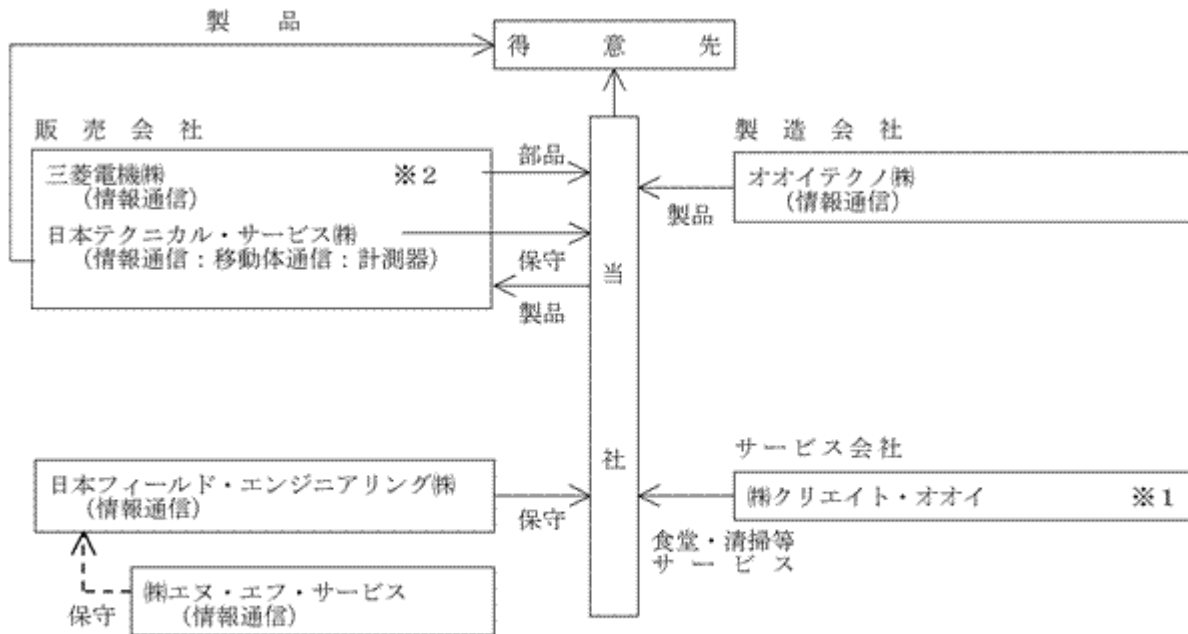 製品
得意先
販売会社
製造会社
三菱電機㈱ ※2
(情報通信)
部品
オオイテクノ㈱
(情報通信)
製品
日本テクニカル・サービス㈱
(情報通信：移動体通信：計測器)
保守
製品
当社
サービス会社
日本フィールド・エンジニアリング㈱
(情報通信)
保守
㈱クリエイト・オオイ ※1
食堂・清掃等
サービス
㈱エヌ・エフ・サービス
(情報通信)
保守